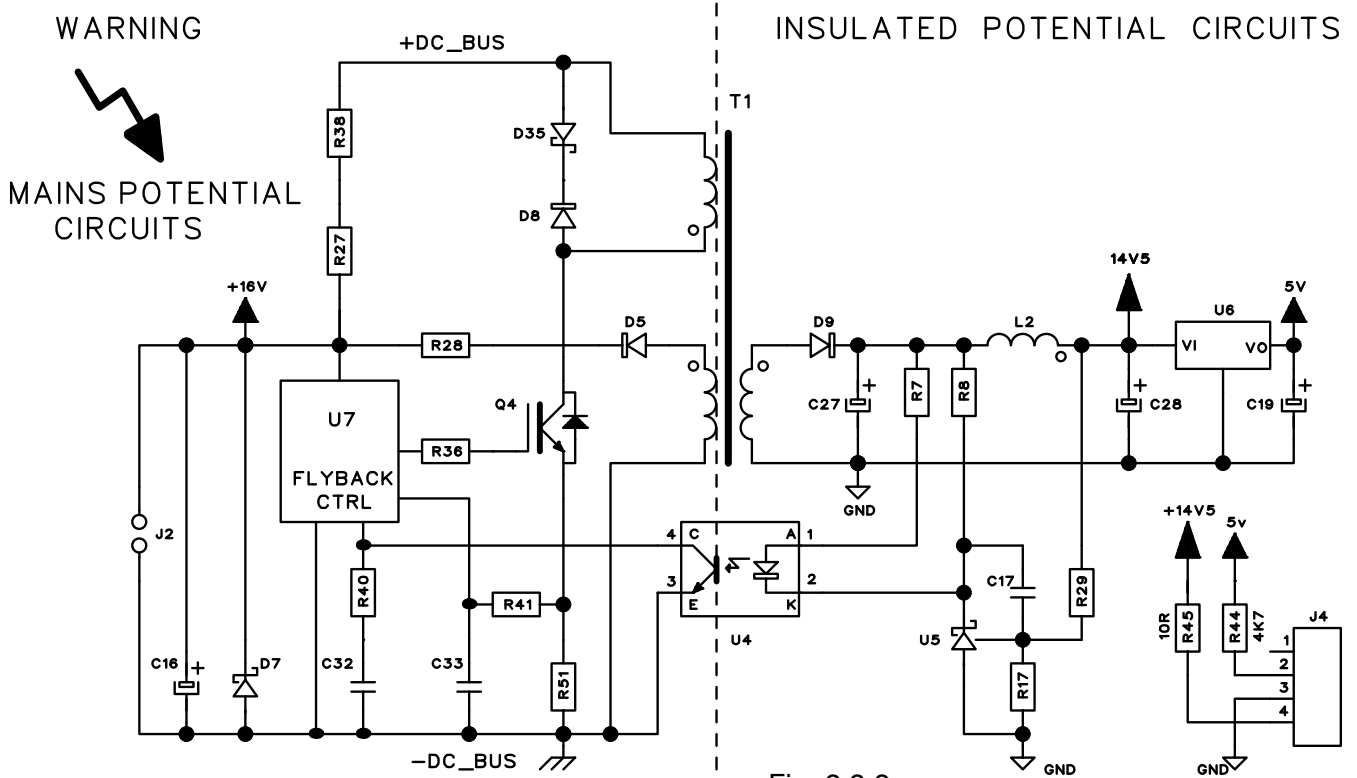 WARNING
INSULATED POTENTIAL CIRCUITS
+DC_BUS
T1
R38
D35
MAINS POTENTIAL
CIRCUITS
D8
R27
+16V
14V5
5V
R28
D5
D9
L2
U6
VI
VO
R7
R8
C27
+
C28
+
C19
+
U7
FLYBACK
CTRL
Q4
R36
GND
J2
4
C
A
1
3
E
K
2
U4
+14V5
5v
R40
R41
C17
R29
U5
10R
R45
R44
4K7
J4
1
2
3
4
C16
+
D7
C32
C33
R51
R17
-DC_BUS
GND
GND